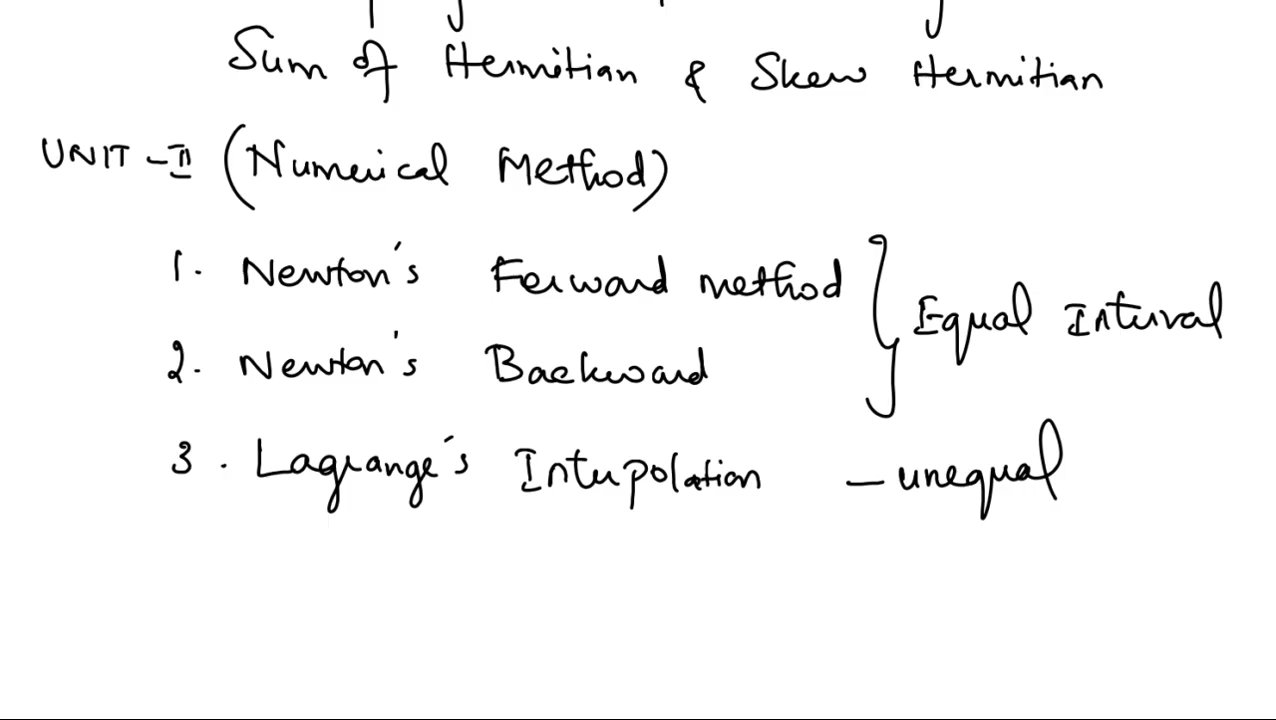 Sum of Hermitian & Skew Hermitian
UNIT - II (Numerical Method)
1. Newton's Forward method
Equal Interval
2. Newton's Backward
3. Lagrange's Interpolation - unequal